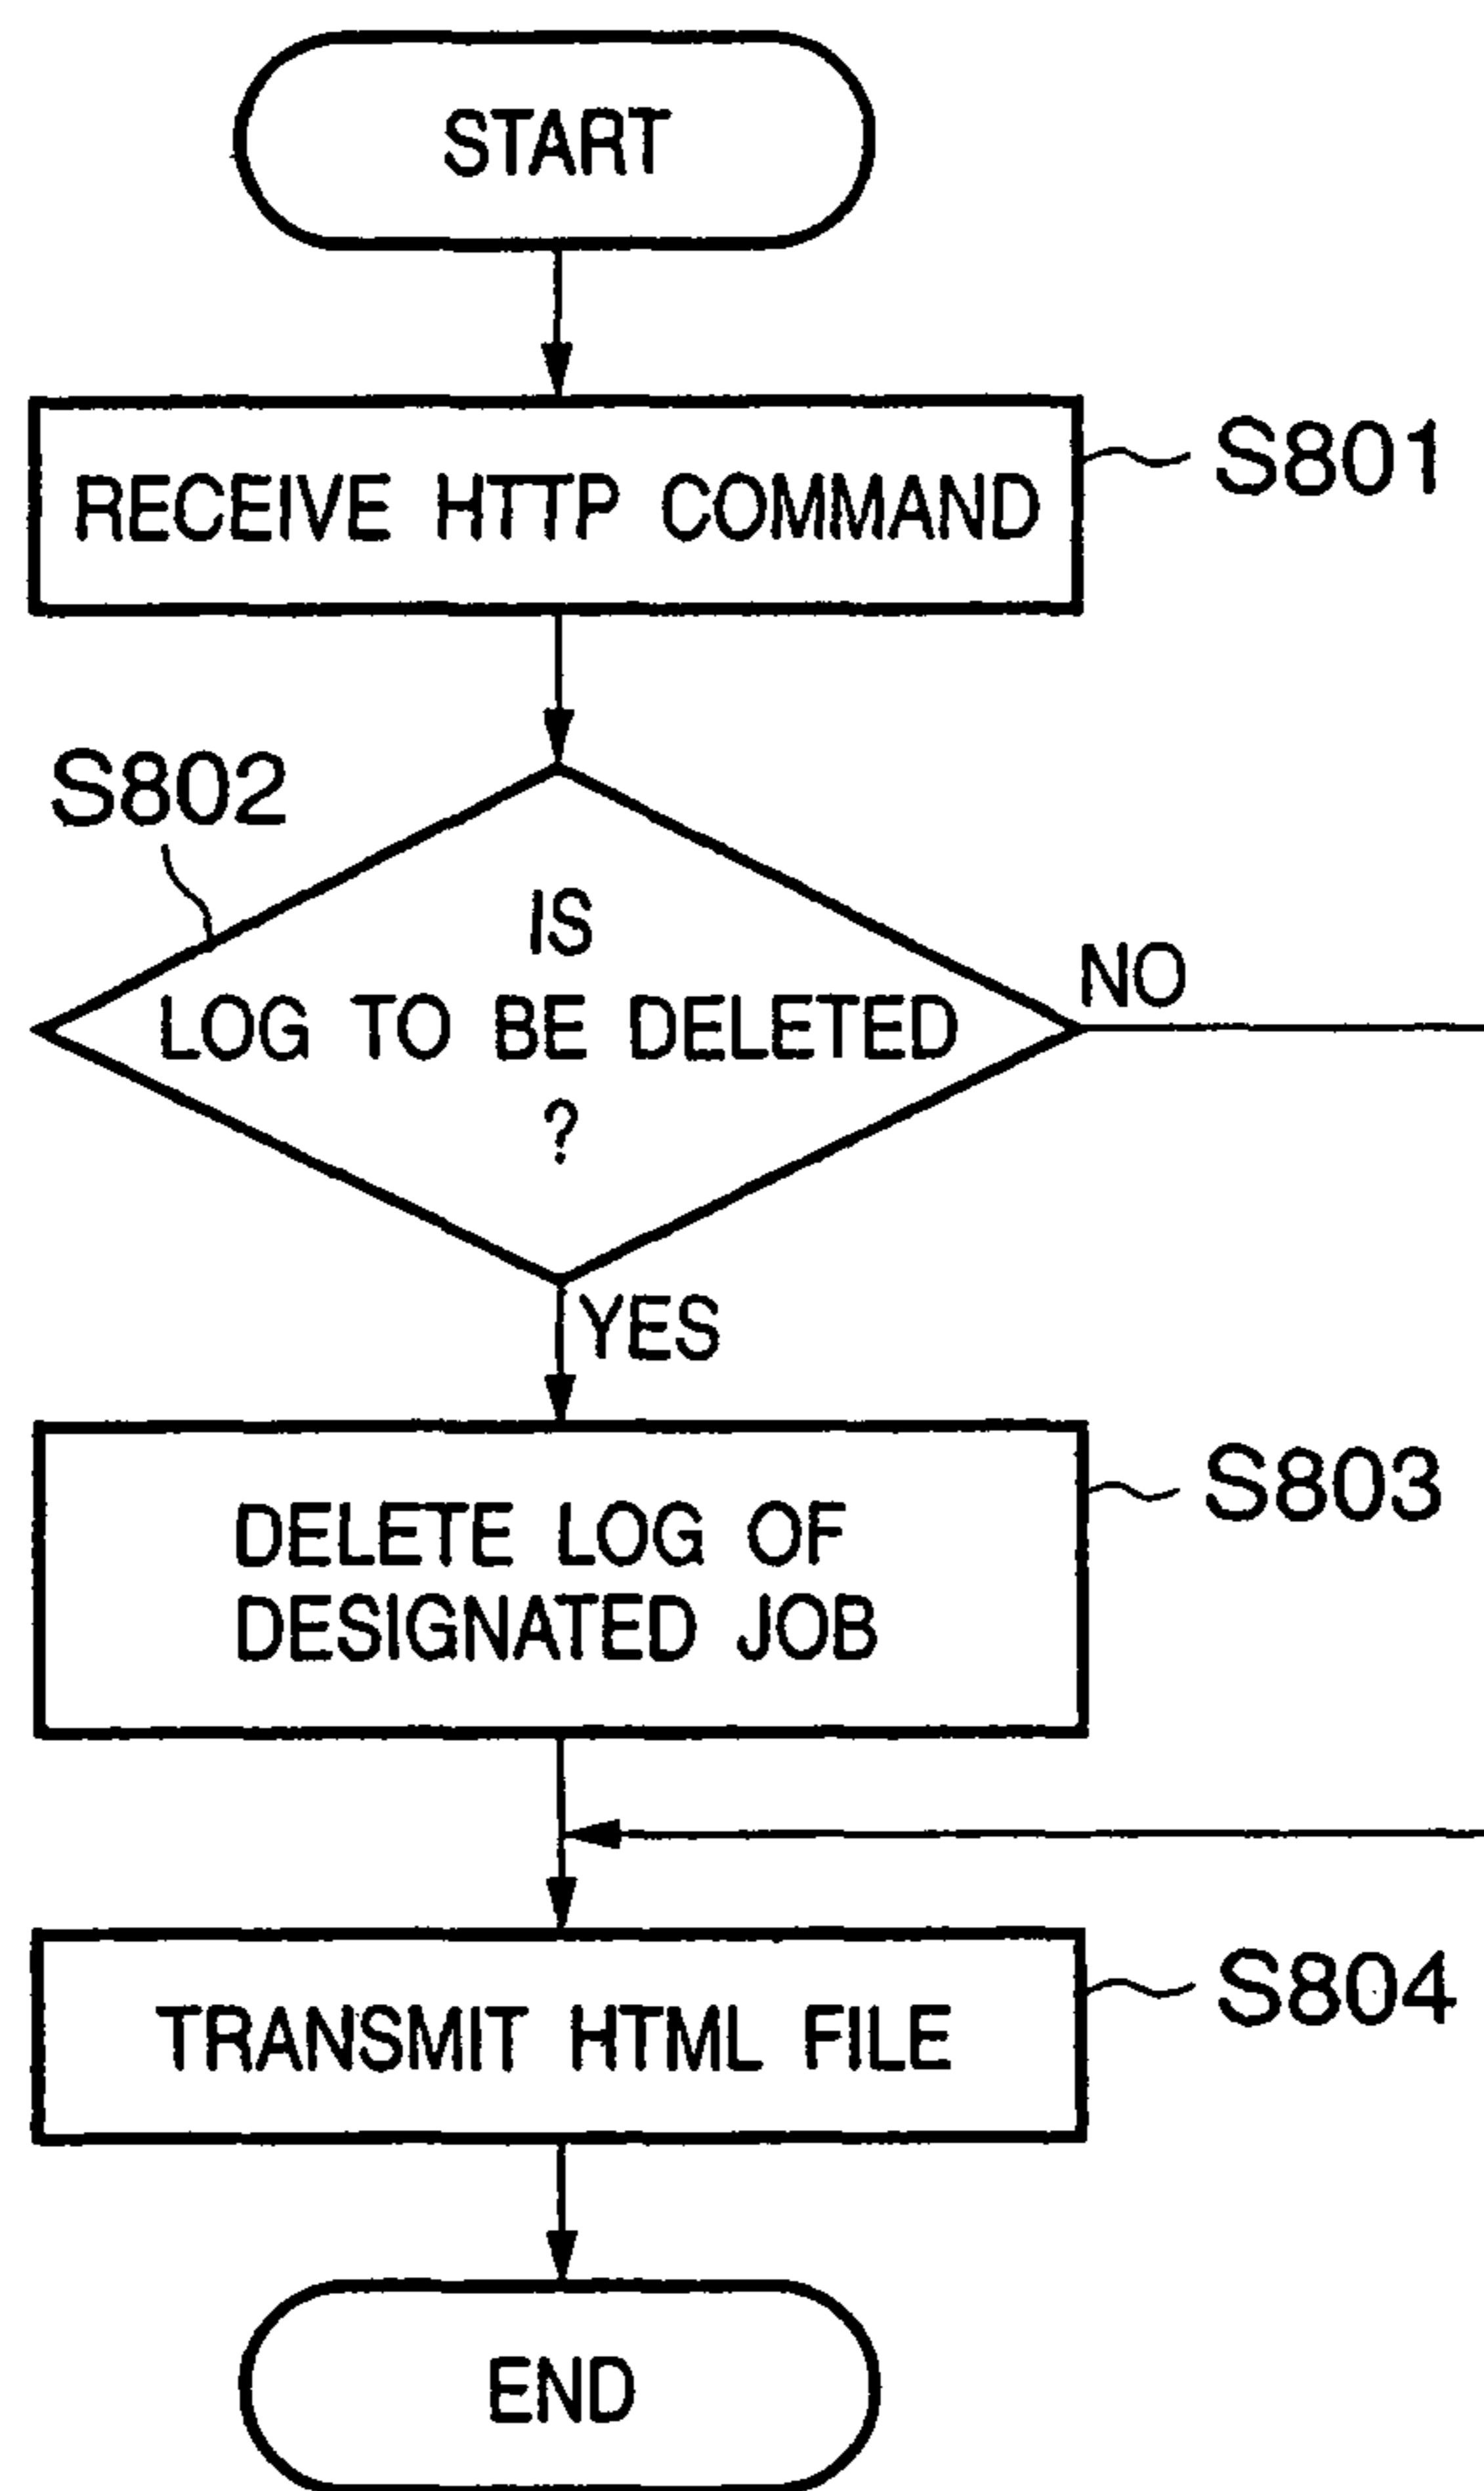 START
RECEIVE HTTP COMMAND
S801
S802
IS
LOG TO BE DELETED
?
NO
YES
DELETE LOG OF
DESIGNATED JOB
S803
TRANSMIT HTML FILE
S804
END